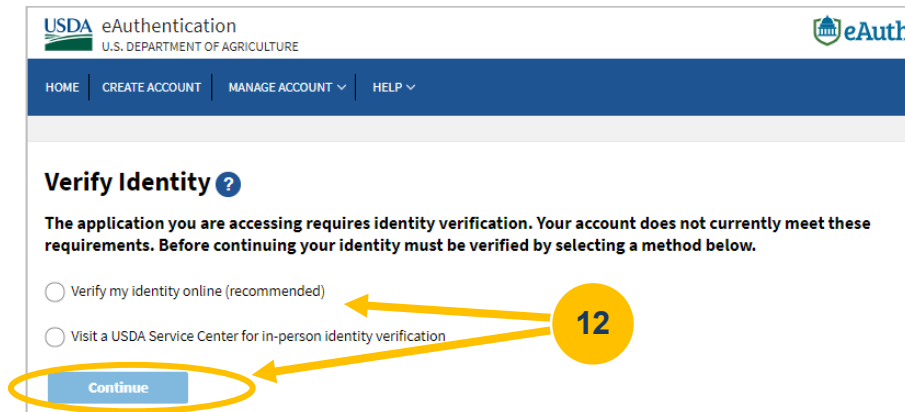 USDA eAuthentication
U.S. DEPARTMENT OF AGRICULTURE
eAuth
HOME CREATE ACCOUNT MANAGE ACCOUNT HELP
Verify Identity ?
The application you are accessing requires identity verification. Your account does not currently meet these
requirements. Before continuing your identity must be verified by selecting a method below.
Verify my identity online (recommended)
12
Visit a USDA Service Center for in-person identity verification
Continue